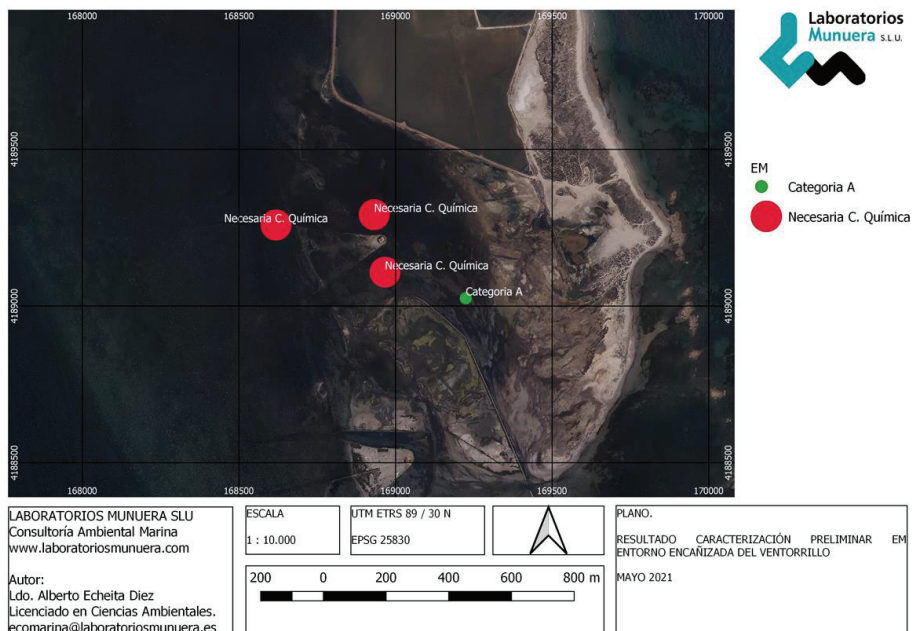 168000 168500 169000 169500 170000
Laboratorios
Munuera S.L.U.
4189500 4189500
EM
Categoria A
Necesaria C. Química
Necesaria C. Química
Necesaria C. Química
Necesaria C. Química
Categoria A
4189000 4189000
4188500 4188500
168000 168500 169000 169500 170000
LABORATORIOS MUNUERA SLU
Consultoría Ambiental Marina
www.laboratoriosmunuera.com
Autor:
Ldo. Alberto Echeita Diez
Licenciado en Ciencias Ambientales.
ecomarina@laboratoriosmunuera.es
ESCALA
1 : 10.000
UTM ETRS 89 / 30 N
EPSG 25830
200 0 200 400 600 800 m
PLANO.
RESULTADO CARACTERIZACIÓN PRELIMINAR EM
ENTORNO ENCAÑIZADA DEL VENTORRILLO
MAYO 2021